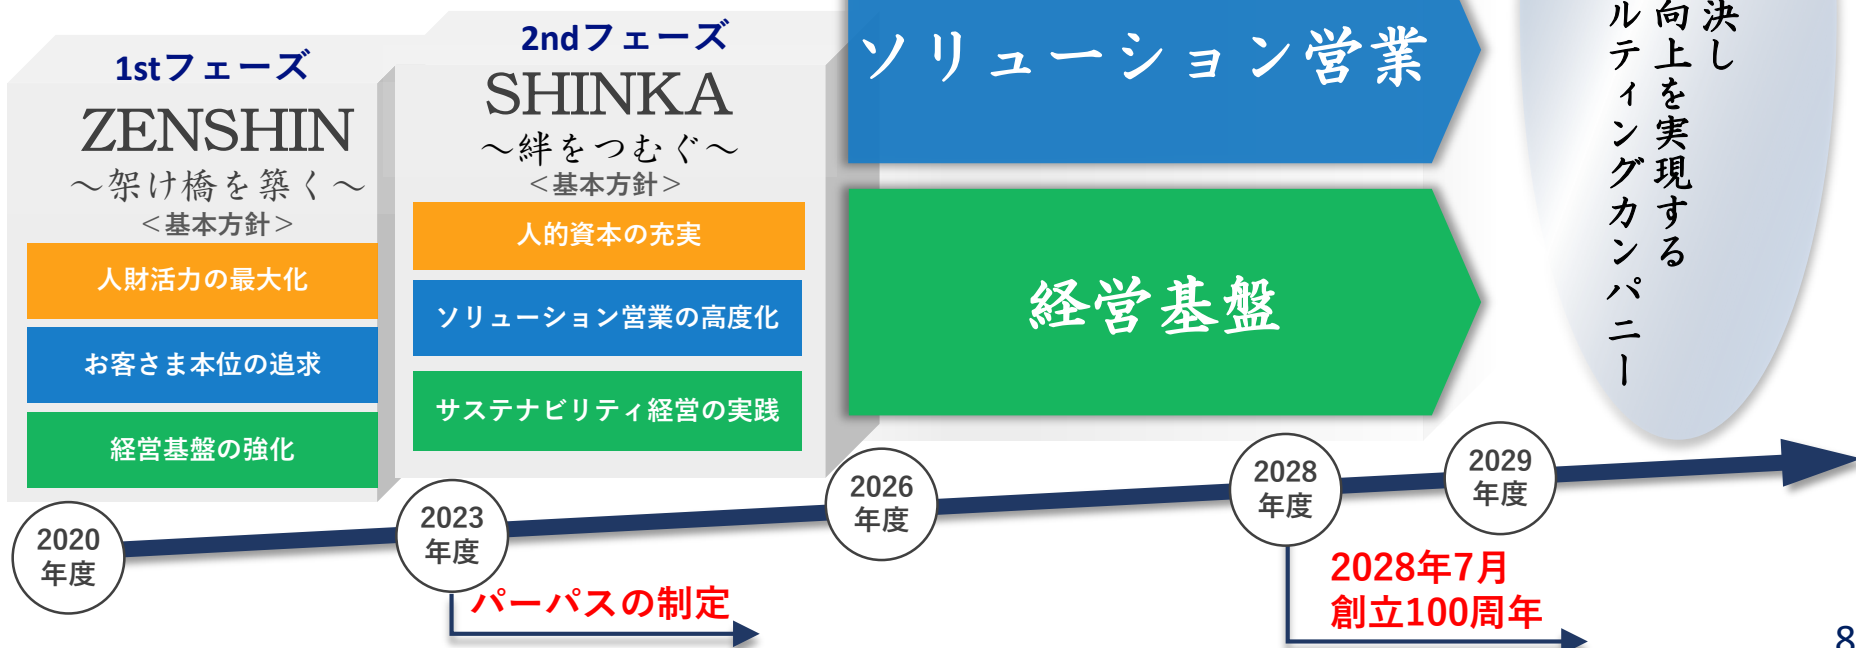 1stフェーズ
ZENSHIN
～架け橋を築く～
＜基本方針＞
人財活力の最大化
お客さま本位の追求
経営基盤の強化
2ndフェーズ
SHINKA
～絆をつむぐ～
＜基本方針＞
人的資本の充実
ソリューション営業の高度化
サステナビリティ経営の実践
ソリューション営業
経営基盤
決し
向上を実現する
ルティングカンパニー
2020
年度
2023
年度
2026
年度
2028
年度
2029
年度
パーパスの制定
2028年7月
創立100周年
8